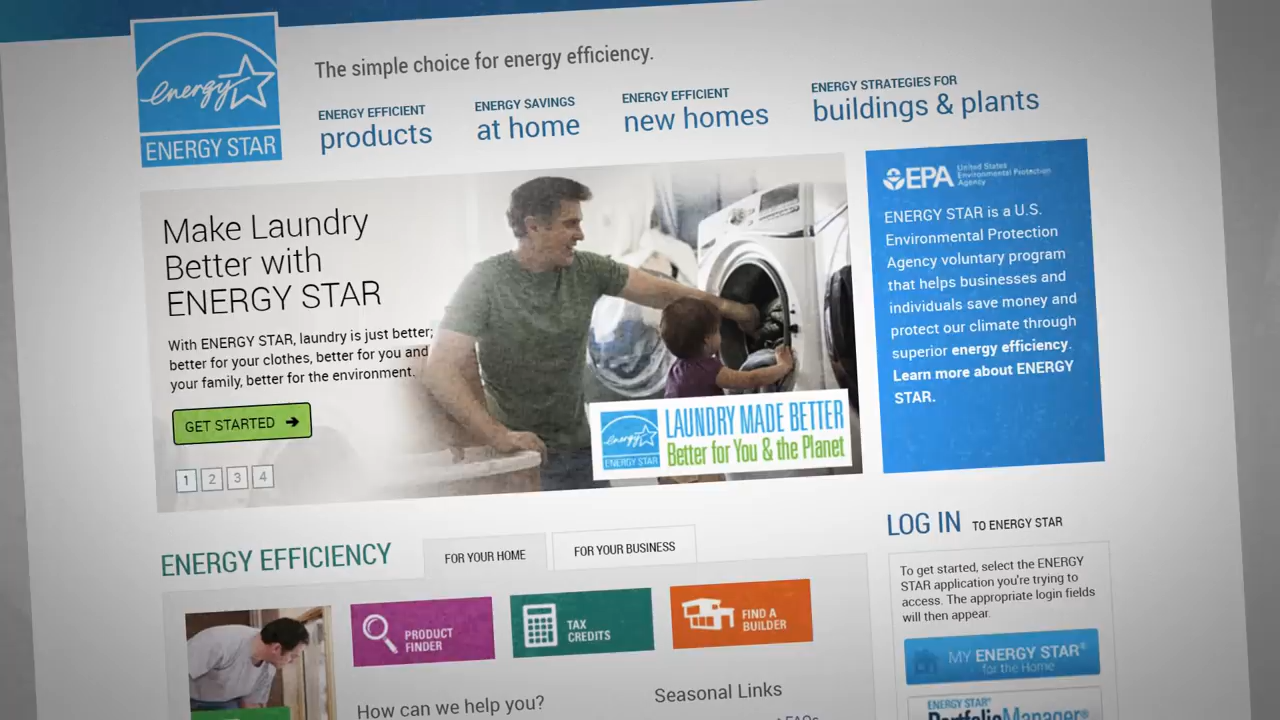 The simple choice for energy efficiency.
energy
ENERGY STAR
ENERGY EFFICIENT
products
ENERGY SAVINGS
at home
ENERGY EFFICIENT
new homes
ENERGY STRATEGIES FOR
buildings & plants
Make Laundry
Better with
ENERGY STAR
With ENERGY STAR, laundry is just better;
better for your clothes, better for you and
your family, better for the environment.
GET STARTED
1 2 3 4
energy
ENERGY STAR
LAUNDRY MADE BETTER
Better for You & the Planet
EPA
United States
Environmental Protection
Agency
ENERGY STAR is a U.S.
Environmental Protection
Agency voluntary program
that helps businesses and
individuals save money and
protect our climate through
superior energy efficiency.
Learn more about ENERGY
STAR.
ENERGY EFFICIENCY
FOR YOUR HOME
FOR YOUR BUSINESS
PRODUCT
FINDER
TAX
CREDITS
FIND A
BUILDER
How can we help you?
Seasonal Links
FAQs
LOG IN TO ENERGY STAR
To get started, select the ENERGY
STAR application you're trying to
access. The appropriate login fields
will then appear.
MY ENERGY STAR®
for the Home
ENERGY STAR®
PortfolioManager®